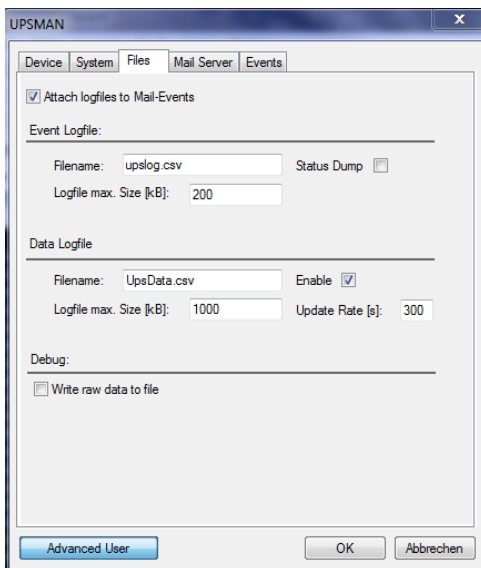 UPSMAN
x
Device System Files Mail Server Events
Attach logfiles to Mail-Events
Event Logfile:
Filename: upslog.csv Status Dump
Logfile max. Size [kB]: 200
Data Logfile
Filename: UpsData.csv Enable
Logfile max. Size [kB]: 1000 Update Rate [s]: 300
Debug:
Write raw data to file
Advanced User OK Abbrechen